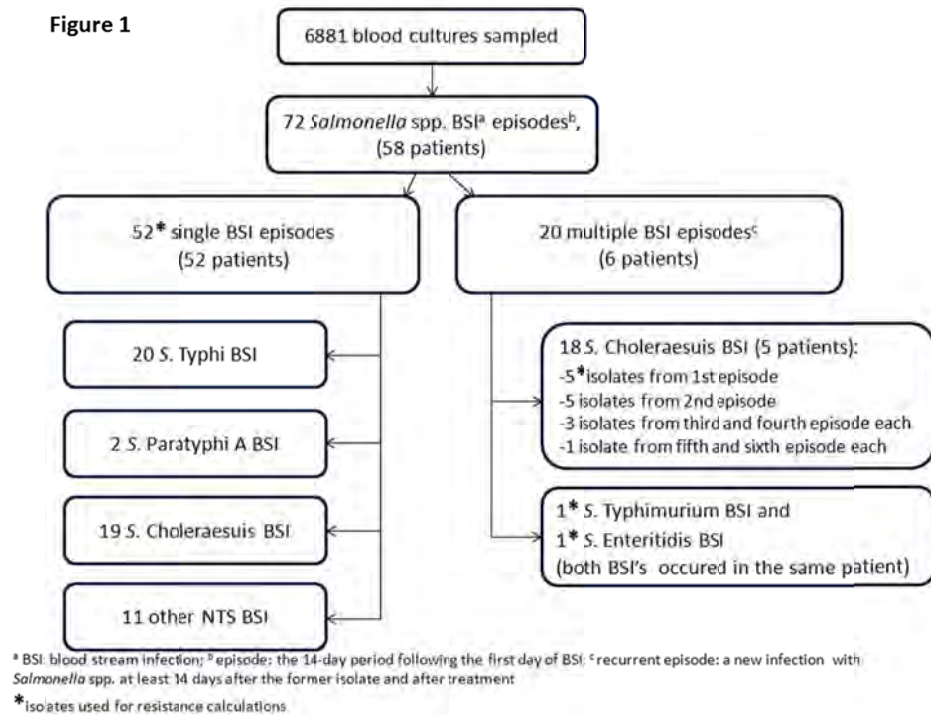 Figure 1
6881 blood cultures sampled
72 Salmonella spp. BSIᵃ episodesᵇ,
(58 patients)
52* single BSI episodes
(52 patients)
20 multiple BSI episodesᶜ
(6 patients)
20 S. Typhi BSI
2 S. Paratyphi A BSI
19 S. Choleraesuis BSI
11 other NTS BSI
18 S. Choleraesuis BSI (5 patients):
-5*isolates from 1st episode
-5 isolates from 2nd episode
-3 isolates from third and fourth episode each
-1 isolate from fifth and sixth episode each
1* S. Typhimurium BSI and
1* S. Enteritidis BSI
(both BSI's occured in the same patient)
ᵃ BSI: blood stream infection; ᵇ episode: the 14-day period following the first day of BSI; ᶜ recurrent episode: a new infection with
Salmonella spp. at least 14 days after the former isolate and after treatment
*isolates used for resistance calculations